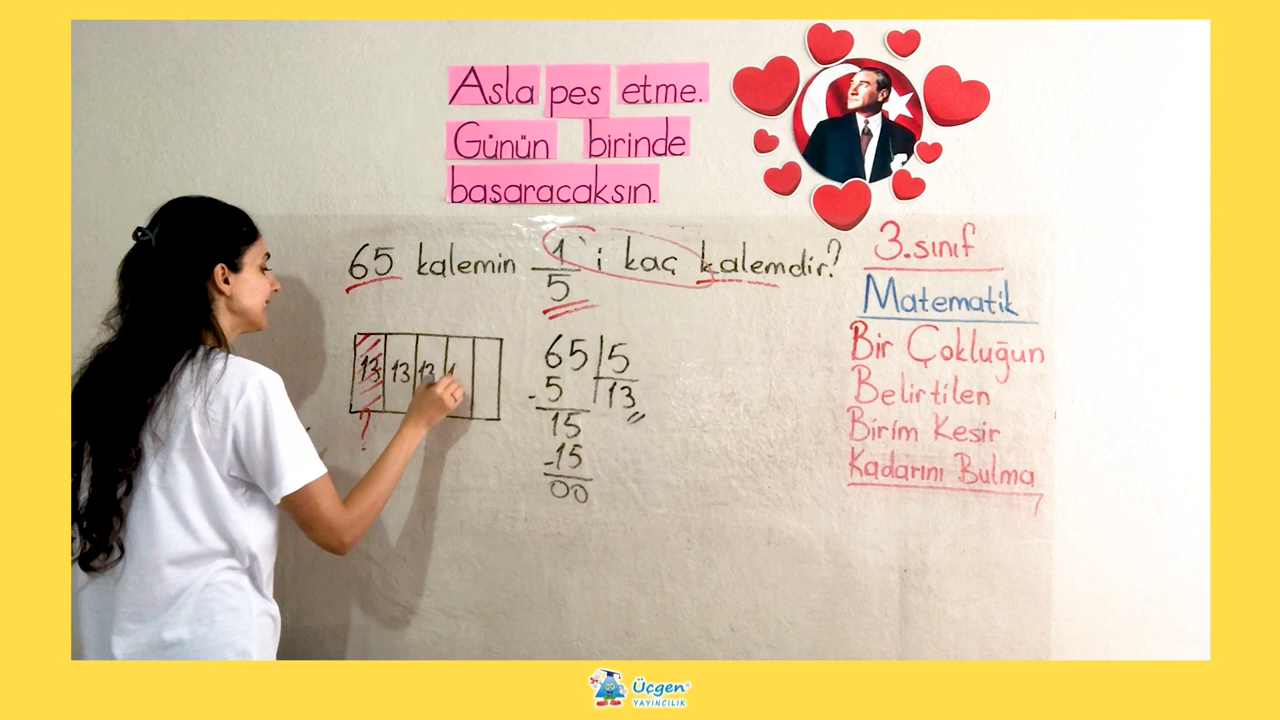 Asla pes etme.
Günün birinde
başaracaksın.
65 kalemin 1/5'i kaç kalemdir?
3.sınıf
Matematik
Bir Çokluğun
Belirtilen
Birim Kesir
Kadarını Bulma
13 13 13 1
?
65 5
-5 13
15
-15
00
Üçgen
YAYINCILIK